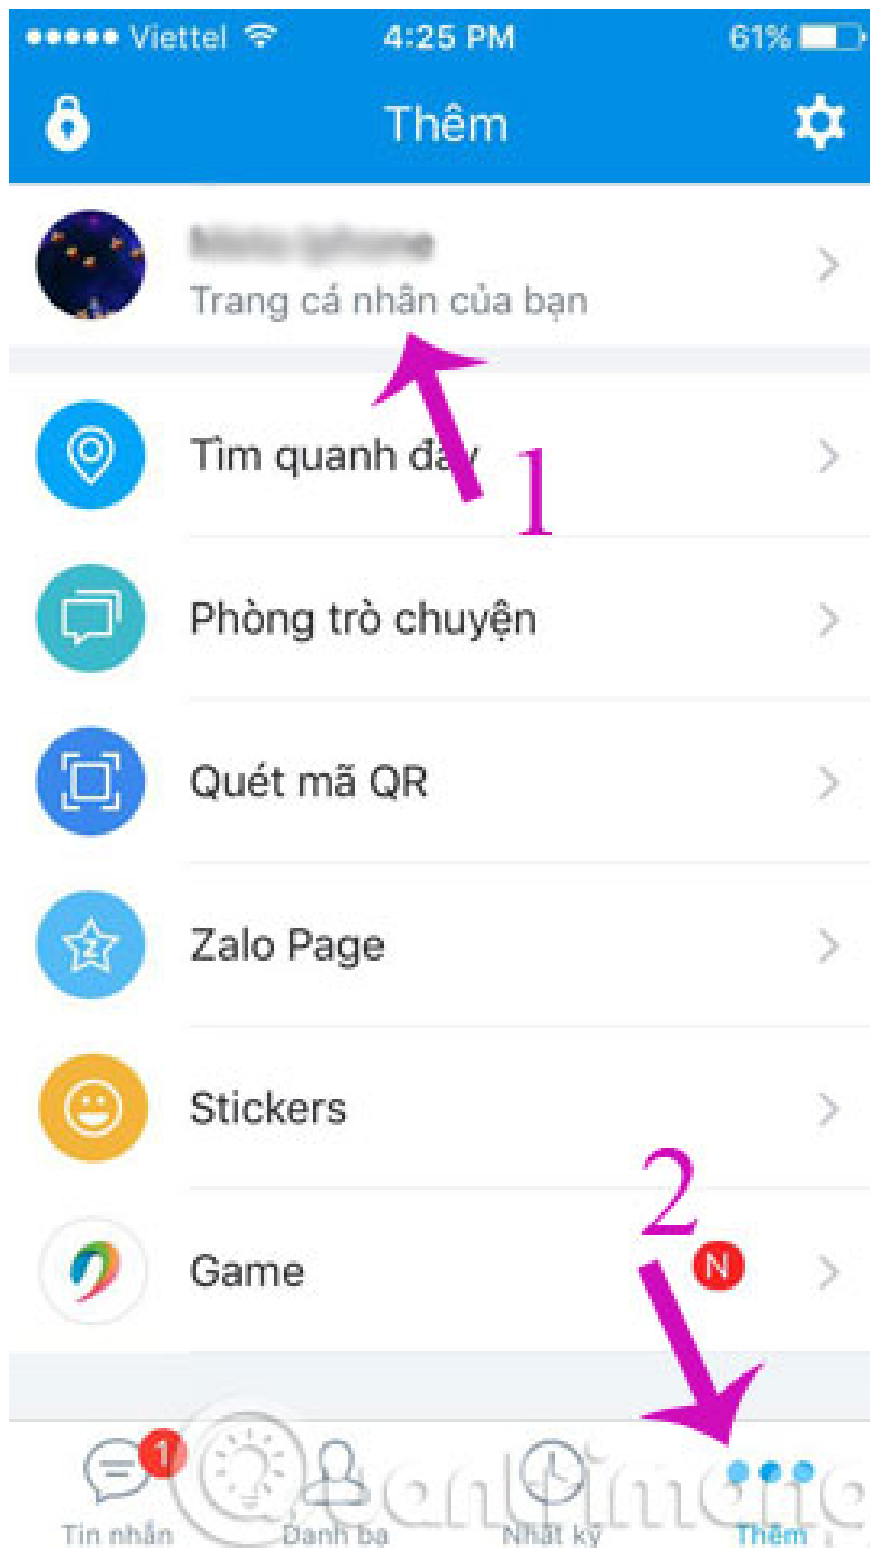 Viettel 4:25 PM 61%
Thêm
Trang cá nhân của bạn
Tìm quanh đây
1
Phòng trò chuyện
Quét mã QR
Zalo Page
Stickers
2
Game N
1
Tin nhắn Danh bạ Nhật ký Thêm